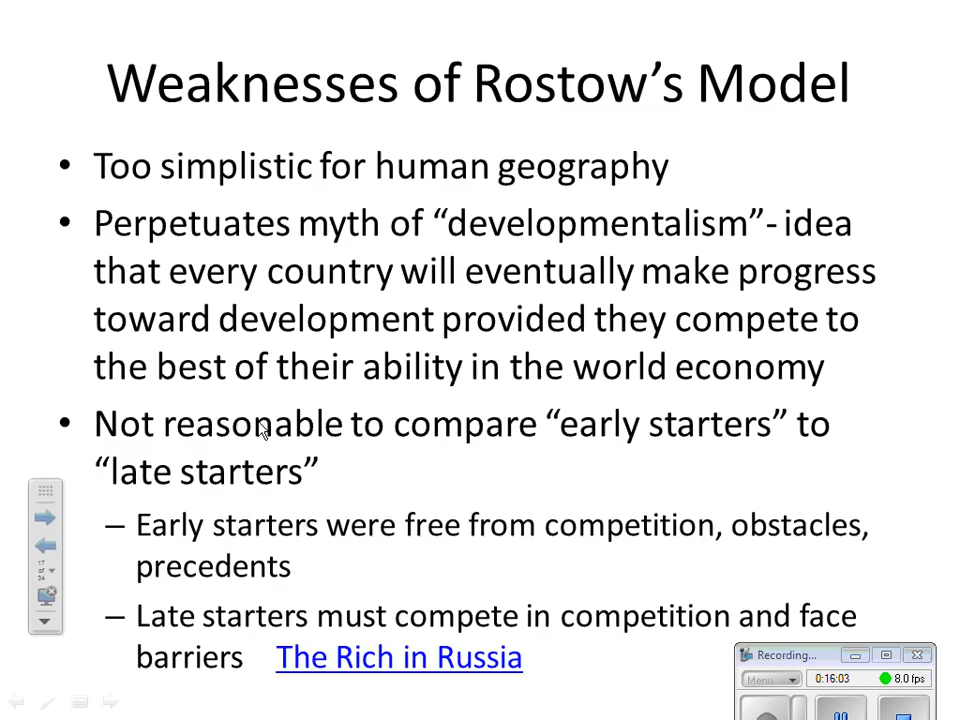 Weaknesses of Rostow’s Model
• Too simplistic for human geography
• Perpetuates myth of “developmentalism”- idea
that every country will eventually make progress
toward development provided they compete to
the best of their ability in the world economy
• Not reasonable to compare “early starters” to
“late starters”
– Early starters were free from competition, obstacles,
precedents
– Late starters must compete in competition and face
barriers The Rich in Russia
17
of
34
Recording...
Menu 0:16:03 8.0 fps